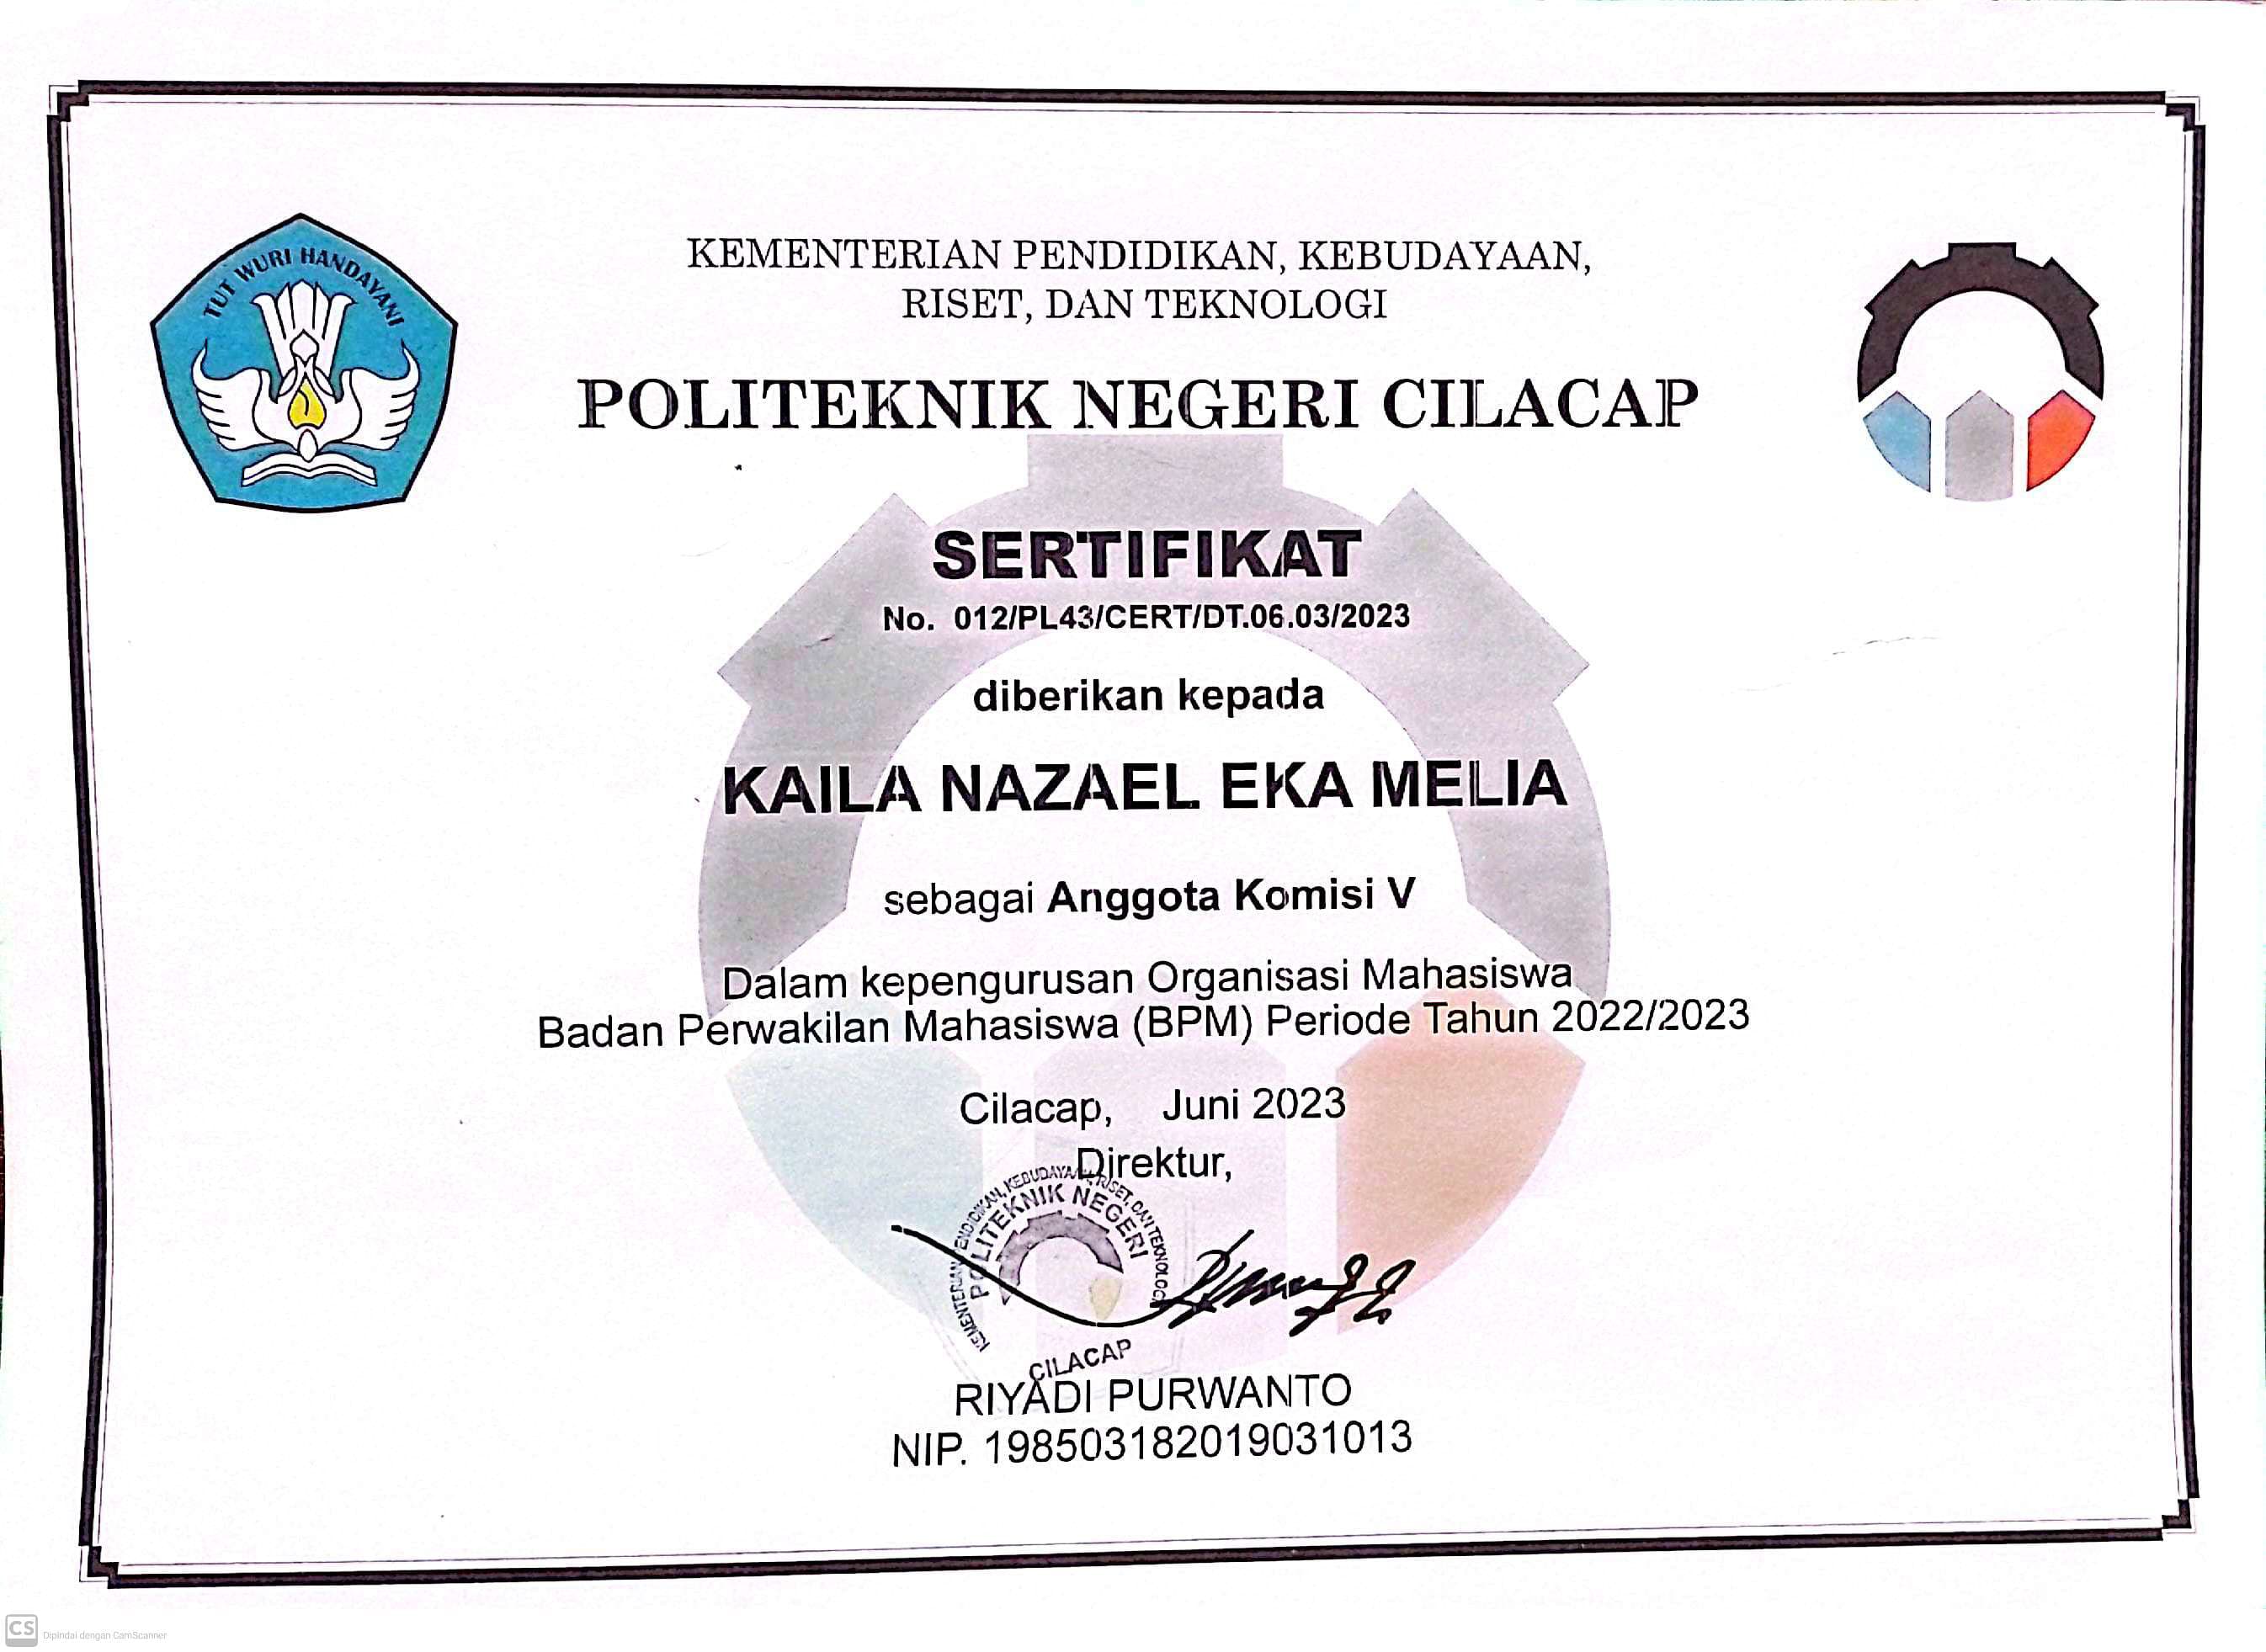 TUT WURI HANDAYANI
KEMENTERIAN PENDIDIKAN, KEBUDAYAAN,
RISET, DAN TEKNOLOGI
POLITEKNIK NEGERI CILACAP
SERTIFIKAT
No. 012/PL43/CERT/DT.06.03/2023
diberikan kepada
KAILA NAZAEL EKA MELIA
sebagai Anggota Komisi V
Dalam kepengurusan Organisasi Mahasiswa
Badan Perwakilan Mahasiswa (BPM) Periode Tahun 2022/2023
Cilacap, Juni 2023
Direktur,
KEMENTERIAN PENDIDIKAN, KEBUDAYAAN, RISET, DAN TEKNOLOGI
POLITEKNIK NEGERI
CILACAP
RIYADI PURWANTO
NIP. 198503182019031013
CS Dipindai dengan CamScanner